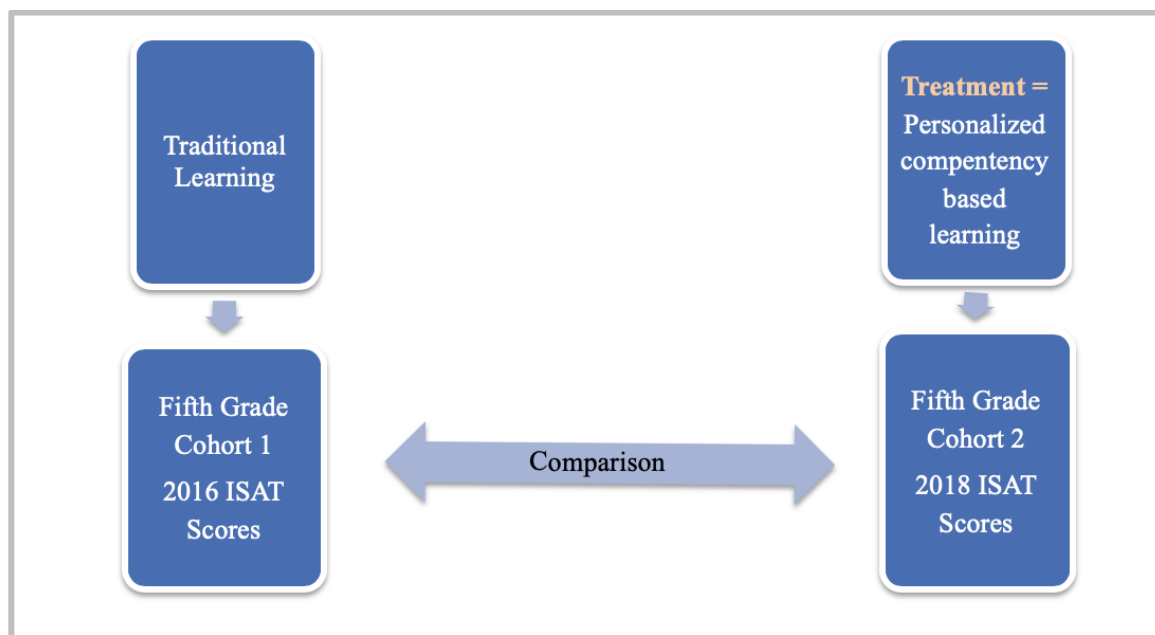 Traditional
Learning
Treatment =
Personalized
compentency
based
learning
Fifth Grade
Cohort 1
2016 ISAT
Scores
Comparison
Fifth Grade
Cohort 2
2018 ISAT
Scores